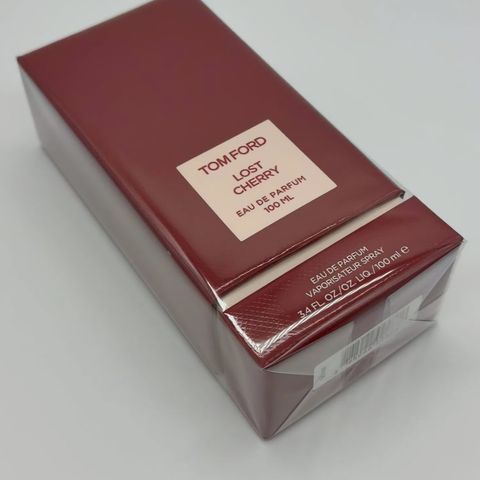 TOM FORD
LOST
CHERRY
EAU DE PARFUM
100 ML
EAU DE PARFUM
VAPORISATEUR SPRAY
3.4 FL. OZ/OZ. LIQ./100 ml ℮